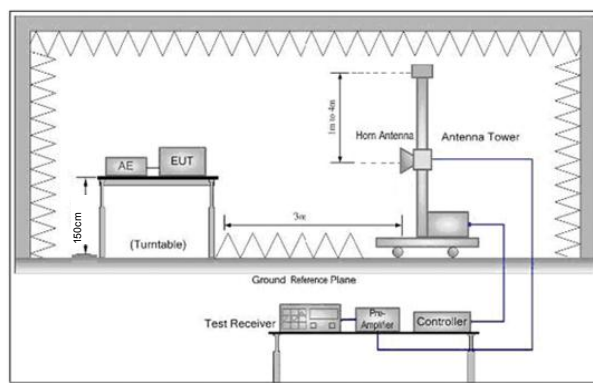 1m to 4m
Horn Antenna
Antenna Tower
AE
EUT
150cm
(Turntable)
3m
Ground Reference Plane
Test Receiver
Pre-
Amplifier
Controller